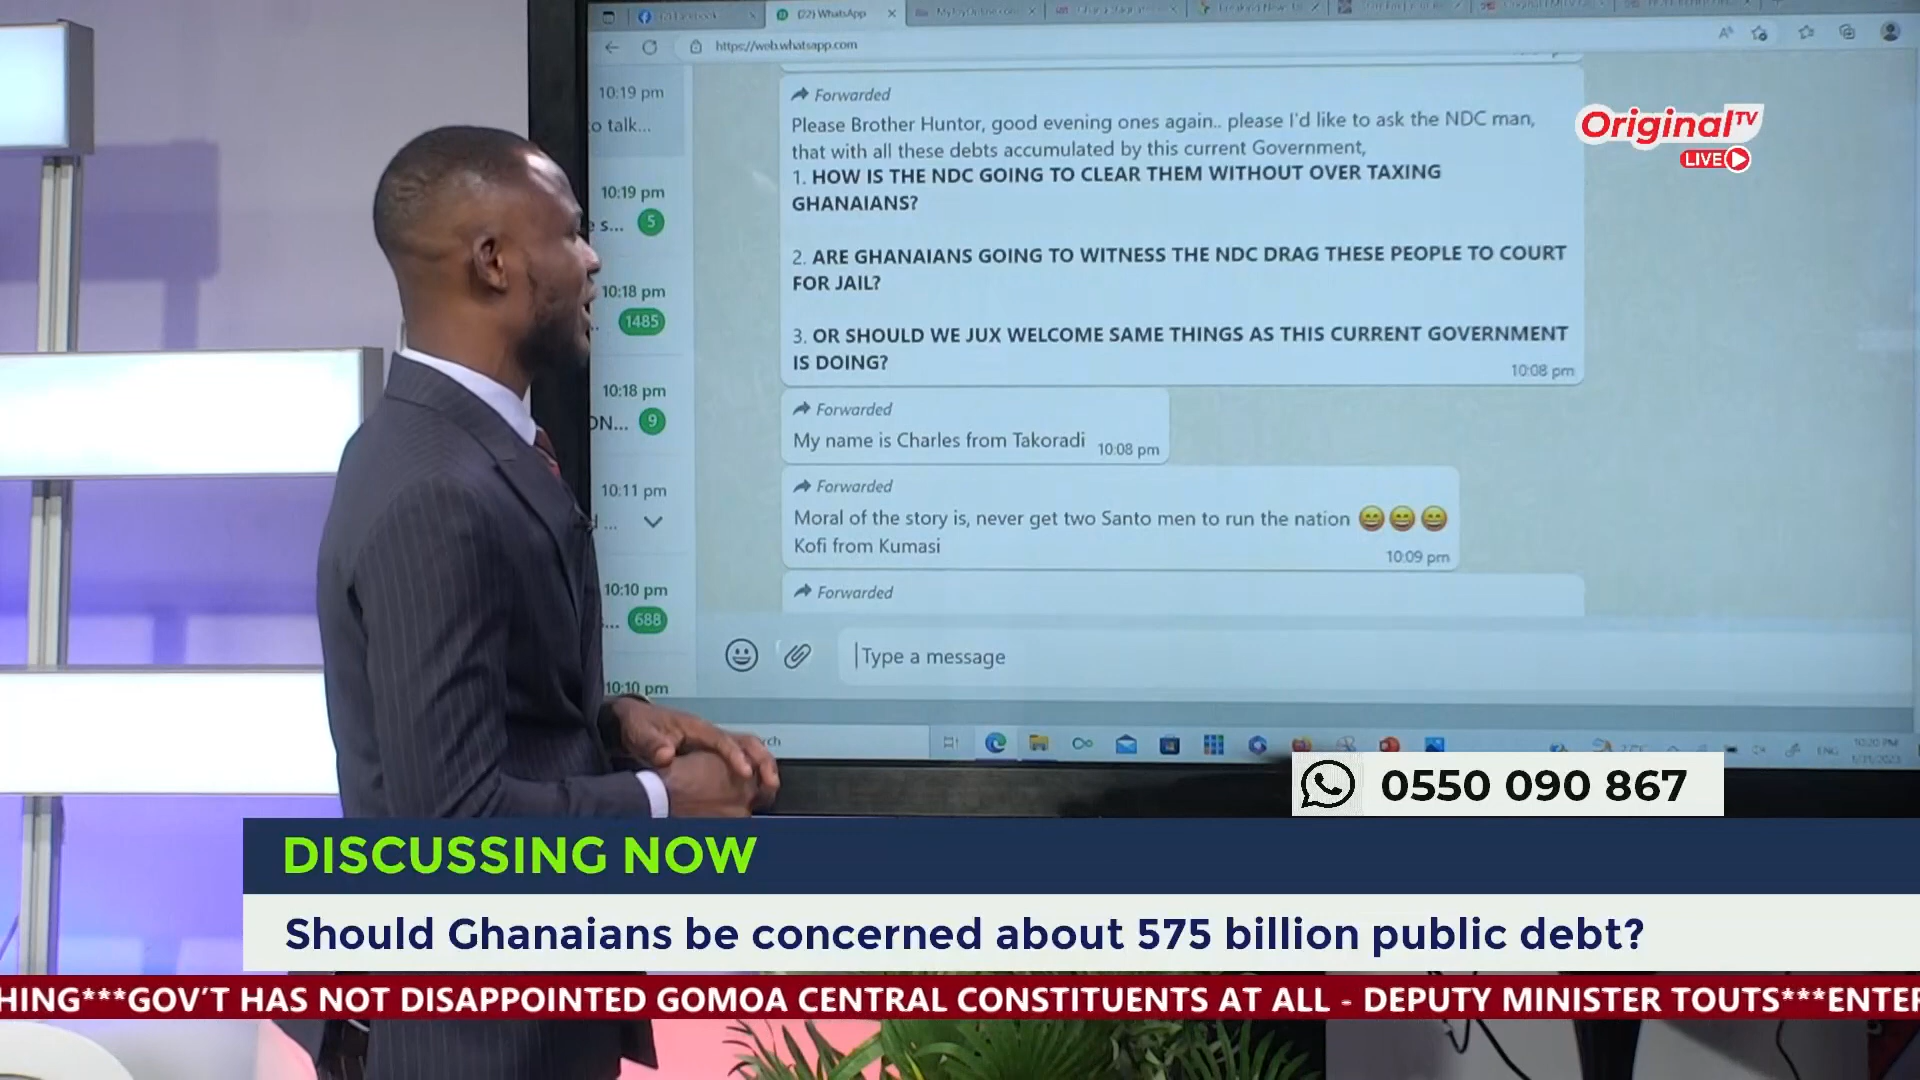 (22) WhatsApp
https://web.whatsapp.com
10:19 pm
o talk...
10:19 pm
s... 5
10:18 pm
1485
10:18 pm
ON... 9
10:11 pm
10:10 pm
688
10:10 pm
Forwarded
Please Brother Huntor, good evening ones again.. please I'd like to ask the NDC man,
that with all these debts accumulated by this current Government,
1. HOW IS THE NDC GOING TO CLEAR THEM WITHOUT OVER TAXING
GHANAIANS?
2. ARE GHANAIANS GOING TO WITNESS THE NDC DRAG THESE PEOPLE TO COURT
FOR JAIL?
3. OR SHOULD WE JUX WELCOME SAME THINGS AS THIS CURRENT GOVERNMENT
IS DOING?
10:08 pm
Forwarded
My name is Charles from Takoradi 10:08 pm
Forwarded
Moral of the story is, never get two Santo men to run the nation 😄😄😄
Kofi from Kumasi
10:09 pm
Forwarded
Type a message
rch
ENG
Original TV
LIVE
0550 090 867
DISCUSSING NOW
Should Ghanaians be concerned about 575 billion public debt?
HING***GOV'T HAS NOT DISAPPOINTED GOMOA CENTRAL CONSTITUENTS AT ALL - DEPUTY MINISTER TOUTS***ENTER